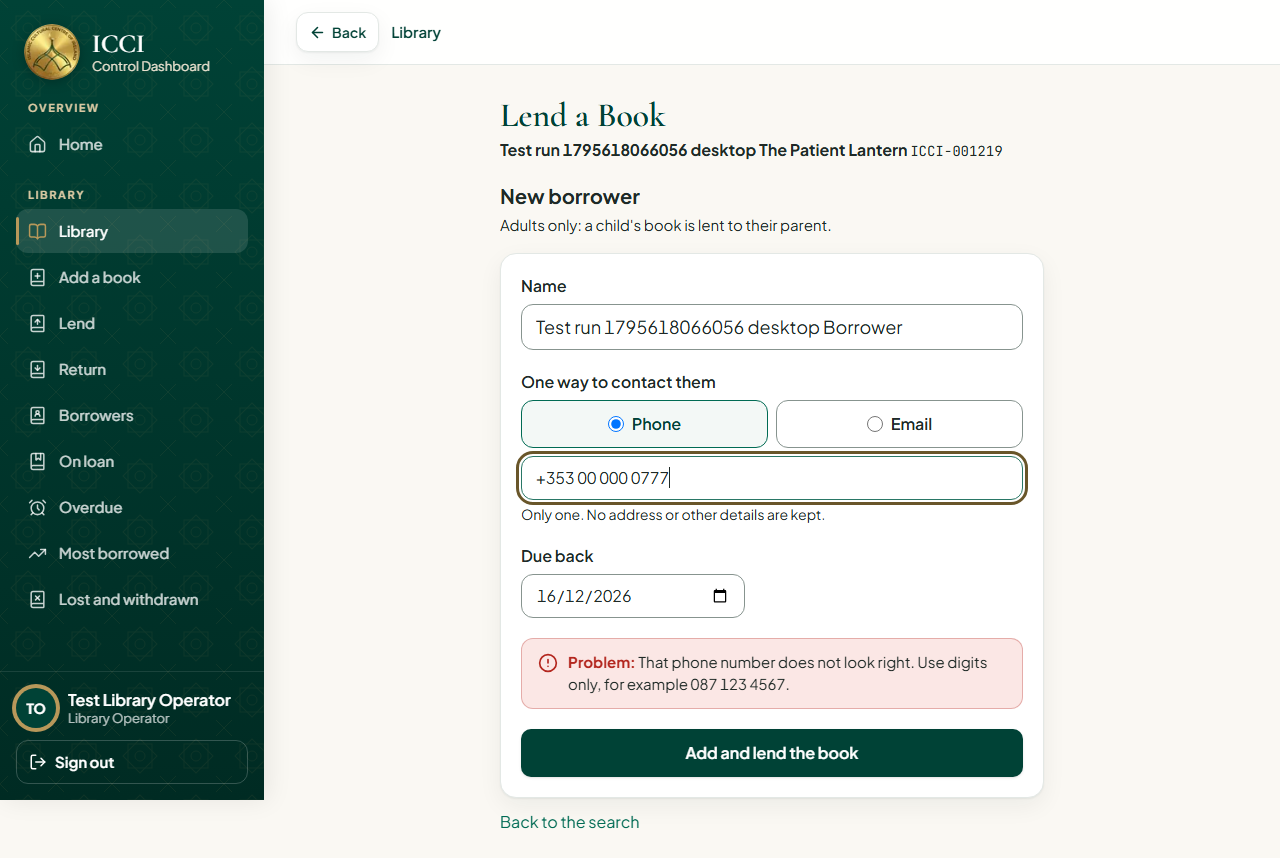 ICCI
Control Dashboard
OVERVIEW
Home
LIBRARY
Library
Add a book
Lend
Return
Borrowers
On loan
Overdue
Most borrowed
Lost and withdrawn
TO
Test Library Operator
Library Operator
Sign out
Back
Library
Lend a Book
Test run 1795618066056 desktop The Patient Lantern ICCI-001219
New borrower
Adults only: a child's book is lent to their parent.
Name
Test run 1795618066056 desktop Borrower
One way to contact them
Phone
Email
+353 00 000 0777
Only one. No address or other details are kept.
Due back
16/12/2026
Problem: That phone number does not look right. Use digits
only, for example 087 123 4567.
Add and lend the book
Back to the search